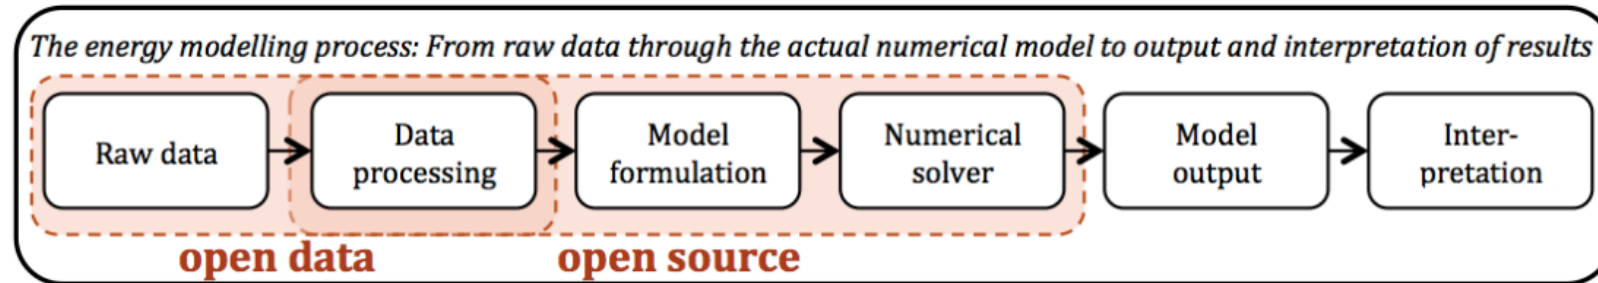 The energy modelling process: From raw data through the actual numerical model to output and interpretation of results
Raw data
Data
processing
Model
formulation
Numerical
solver
Model
output
Inter-
pretation
open data
open source